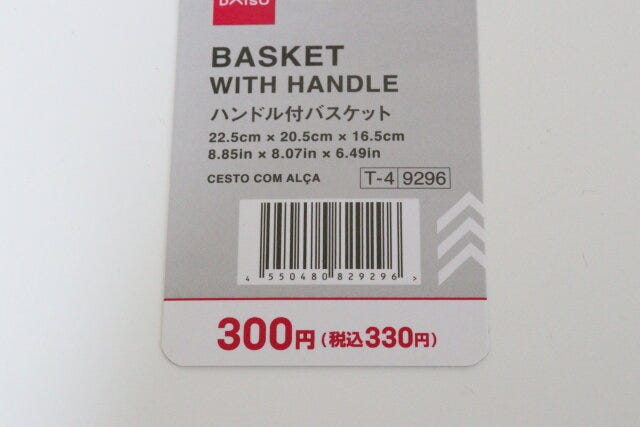 DAISO
BASKET
WITH HANDLE
ハンドル付バスケット
22.5cm × 20.5cm × 16.5cm
8.85in × 8.07in × 6.49in
CESTO COM ALÇA T-4 9296
4 550480 829296 >
300円(税込330円)